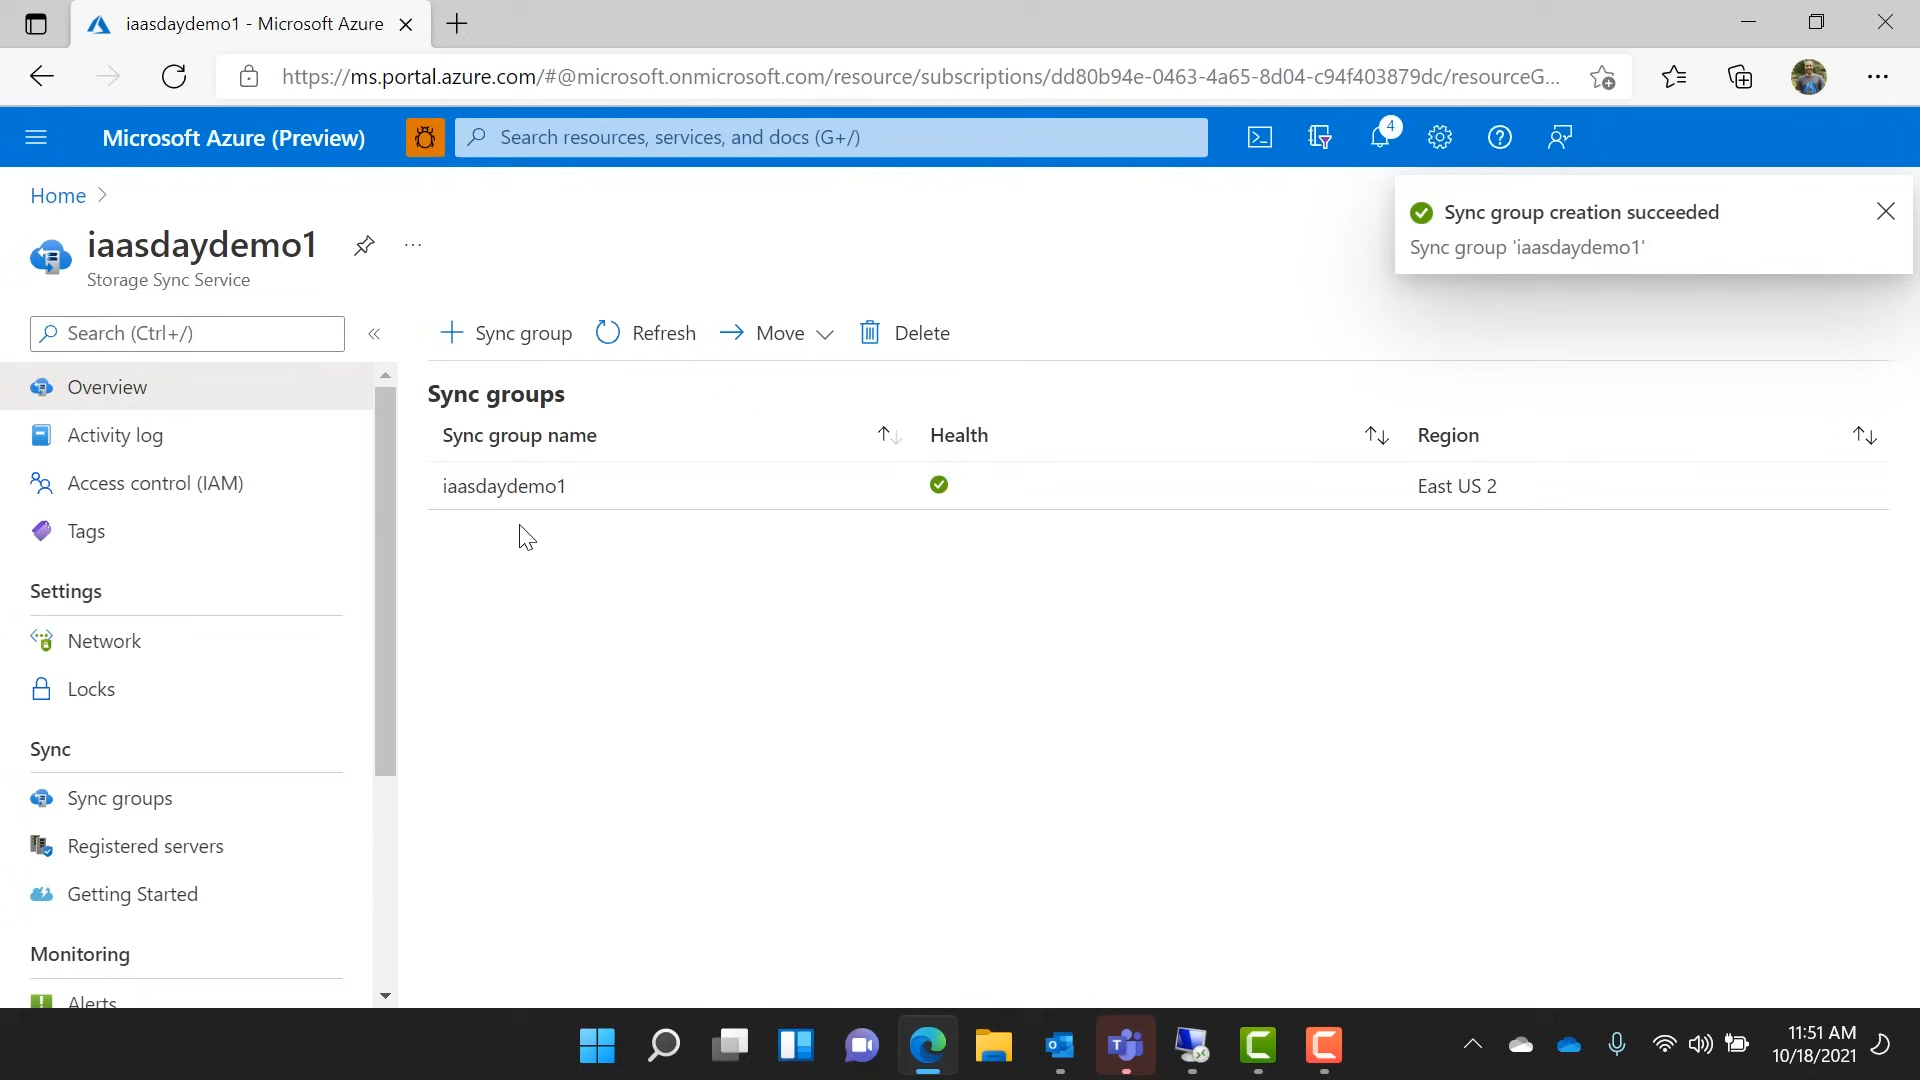 iaasdaydemo1 - Microsoft Azure
https://ms.portal.azure.com/#@microsoft.onmicrosoft.com/resource/subscriptions/dd80b94e-0463-4a65-8d04-c94f403879dc/resourceG...
Microsoft Azure (Preview)
Search resources, services, and docs (G+/)
4
Home
Sync group creation succeeded
Sync group 'iaasdaydemo1'
iaasdaydemo1
Storage Sync Service
Search (Ctrl+/)
Sync group Refresh Move Delete
Overview
Activity log
Access control (IAM)
Tags
Settings
Network
Locks
Sync
Sync groups
Registered servers
Getting Started
Monitoring
Alerts
Sync groups
Sync group name Health Region
iaasdaydemo1 East US 2
11:51 AM
10/18/2021